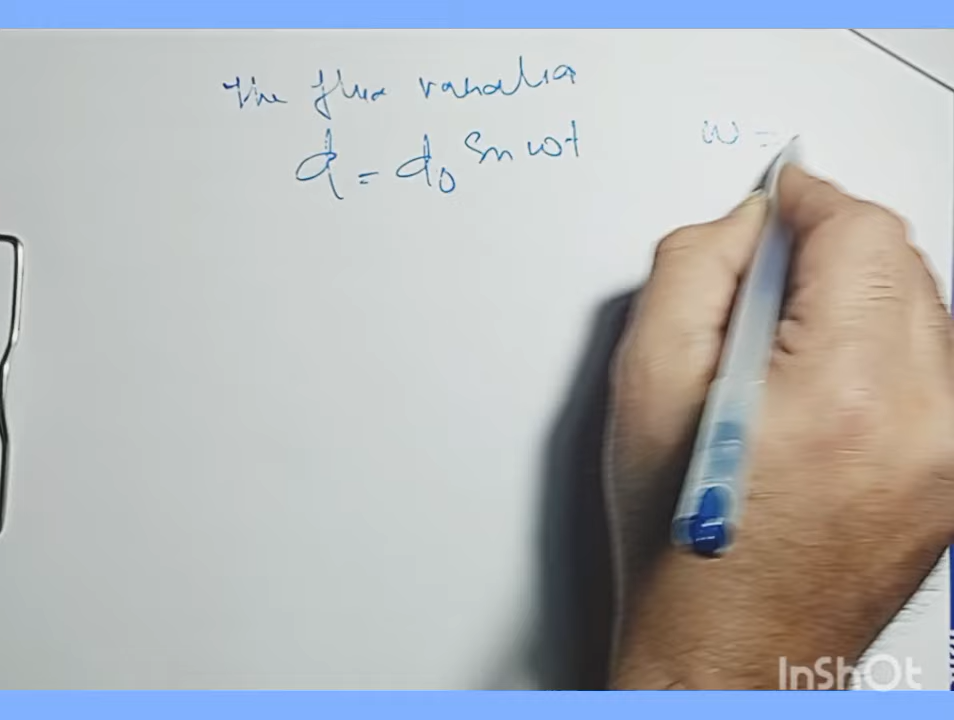 The flux variation
ϕ = ϕ₀ Sin ωt
ω =
InShOt